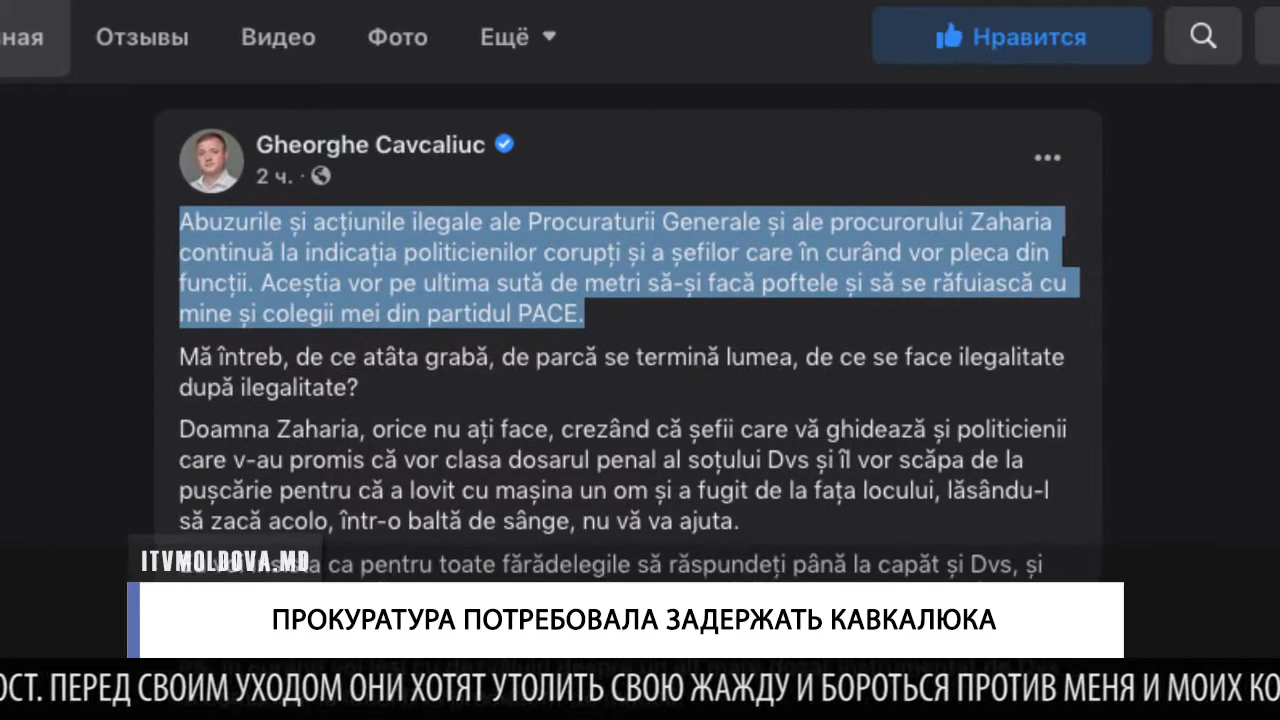 ная Отзывы Видео Фото Ещё Нравится
Gheorghe Cavcaliuc
2 ч. ·
Abuzurile și acțiunile ilegale ale Procuraturii Generale și ale procurorului Zaharia
continuă la indicația politicienilor corupți și a șefilor care în curând vor pleca din
funcții. Aceștia vor pe ultima sută de metri să-și facă poftele și să se răfuiască cu
mine și colegii mei din partidul PACE.
Mă întreb, de ce atâta grabă, de parcă se termină lumea, de ce se face ilegalitate
după ilegalitate?
Doamna Zaharia, orice nu ați face, crezând că șefii care vă ghidează și politicienii
care v-au promis că vor clasa dosarul penal al soțului Dvs și îl vor scăpa de la
pușcărie pentru că a lovit cu mașina un om și a fugit de la fața locului, lăsându-l
să zacă acolo, într-o baltă de sânge, nu vă va ajuta.
ITVMOLDOVA.MD
ca pentru toate fărădelegile să răspundeți până la capăt și Dvs, și
ПРОКУРАТУРА ПОТРЕБОВАЛА ЗАДЕРЖАТЬ КАВКАЛЮКА
ОСТ. ПЕРЕД СВОИМ УХОДОМ ОНИ ХОТЯТ УТОЛИТЬ СВОЮ ЖАЖДУ И БОРОТЬСЯ ПРОТИВ МЕНЯ И МОИХ КО